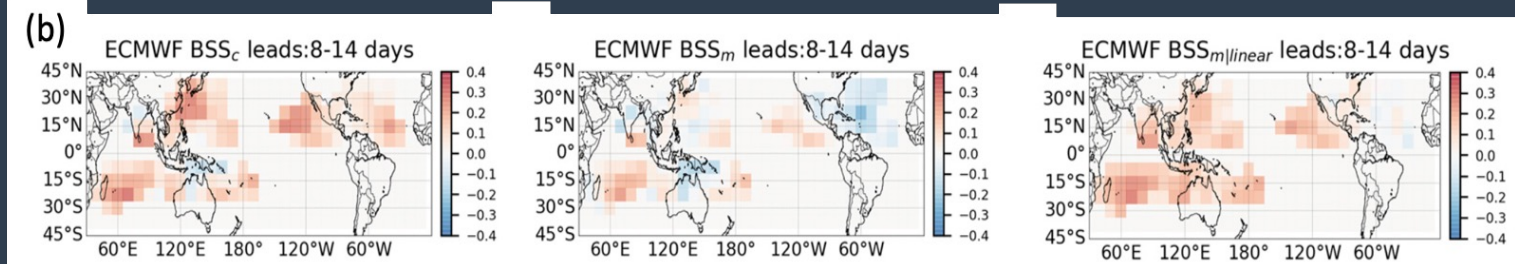 (b)
ECMWF BSSc leads:8-14 days
45°N
30°N
15°N
0°
15°S
30°S
45°S
60°E 120°E 180° 120°W 60°W
0.4
0.3
0.2
0.1
0.0
−0.1
−0.2
−0.3
−0.4
ECMWF BSSm leads:8-14 days
45°N
30°N
15°N
0°
15°S
30°S
45°S
60°E 120°E 180° 120°W 60°W
0.4
0.3
0.2
0.1
0.0
−0.1
−0.2
−0.3
−0.4
ECMWF BSSm|linear leads:8-14 days
45°N
30°N
15°N
0°
15°S
30°S
45°S
60°E 120°E 180° 120°W 60°W
0.4
0.3
0.2
0.1
0.0
−0.1
−0.2
−0.3
−0.4